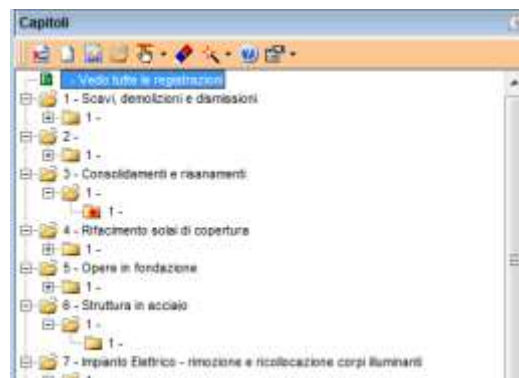 Capitoli
- Vedo tutte le registrazioni
1 - Scavi, demolizioni e dismissioni
1 -
2 -
1 -
3 - Consolidamenti e risanamenti
1 -
1 -
4 - Rifacimento solai di copertura
1 -
5 - Opere in fondazione
1 -
6 - Struttura in acciaio
1 -
1 -
7 - Impianto Elettrico - rimozione e ricollocazione corpi illuminanti